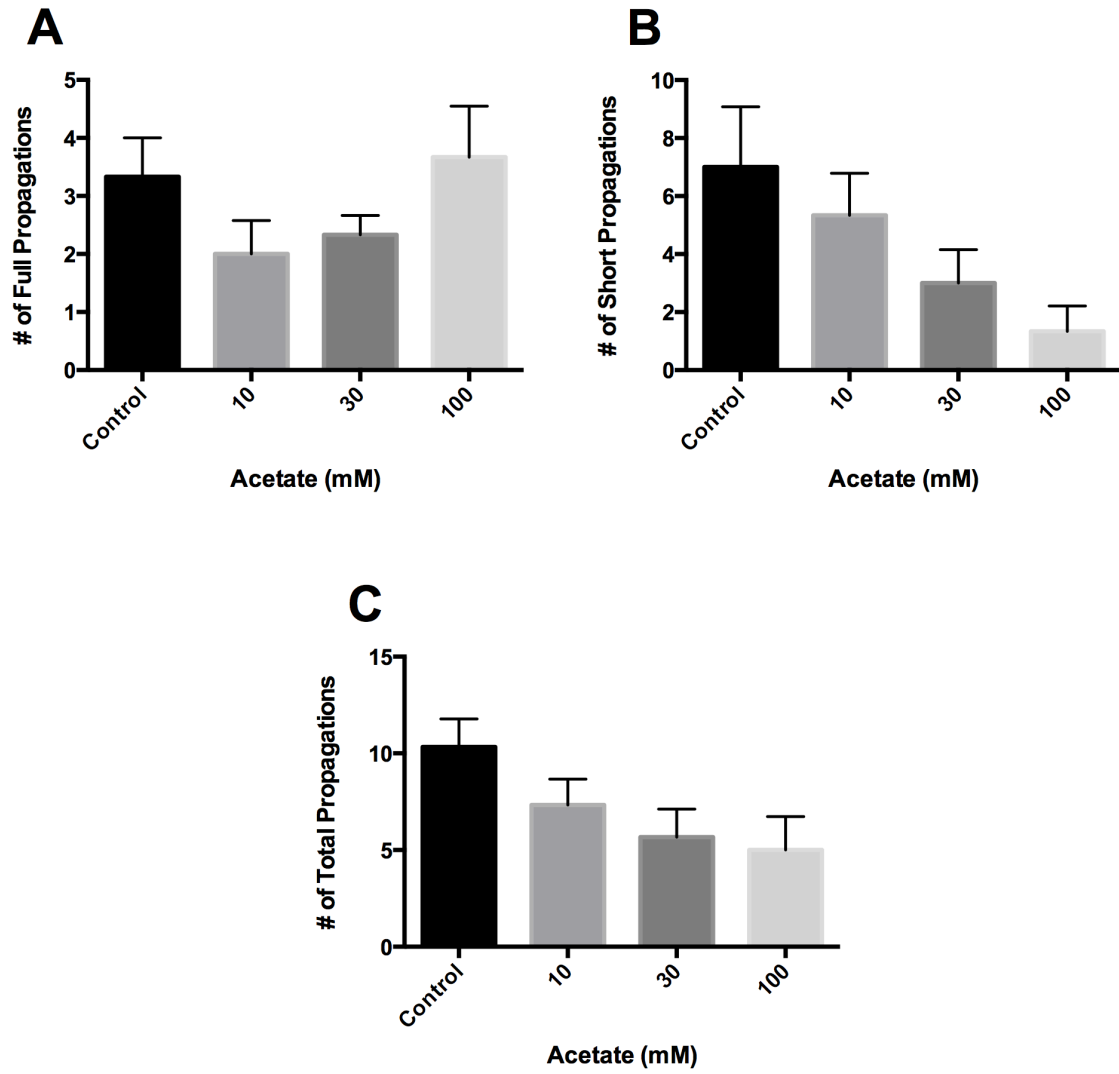 A
# of Full Propagations
5
4
3
2
1
0
Control
10
30
100
Acetate (mM)
B
# of Short Propagations
10
8
6
4
2
0
Control
10
30
100
Acetate (mM)
C
# of Total Propagations
15
10
5
0
Control
10
30
100
Acetate (mM)